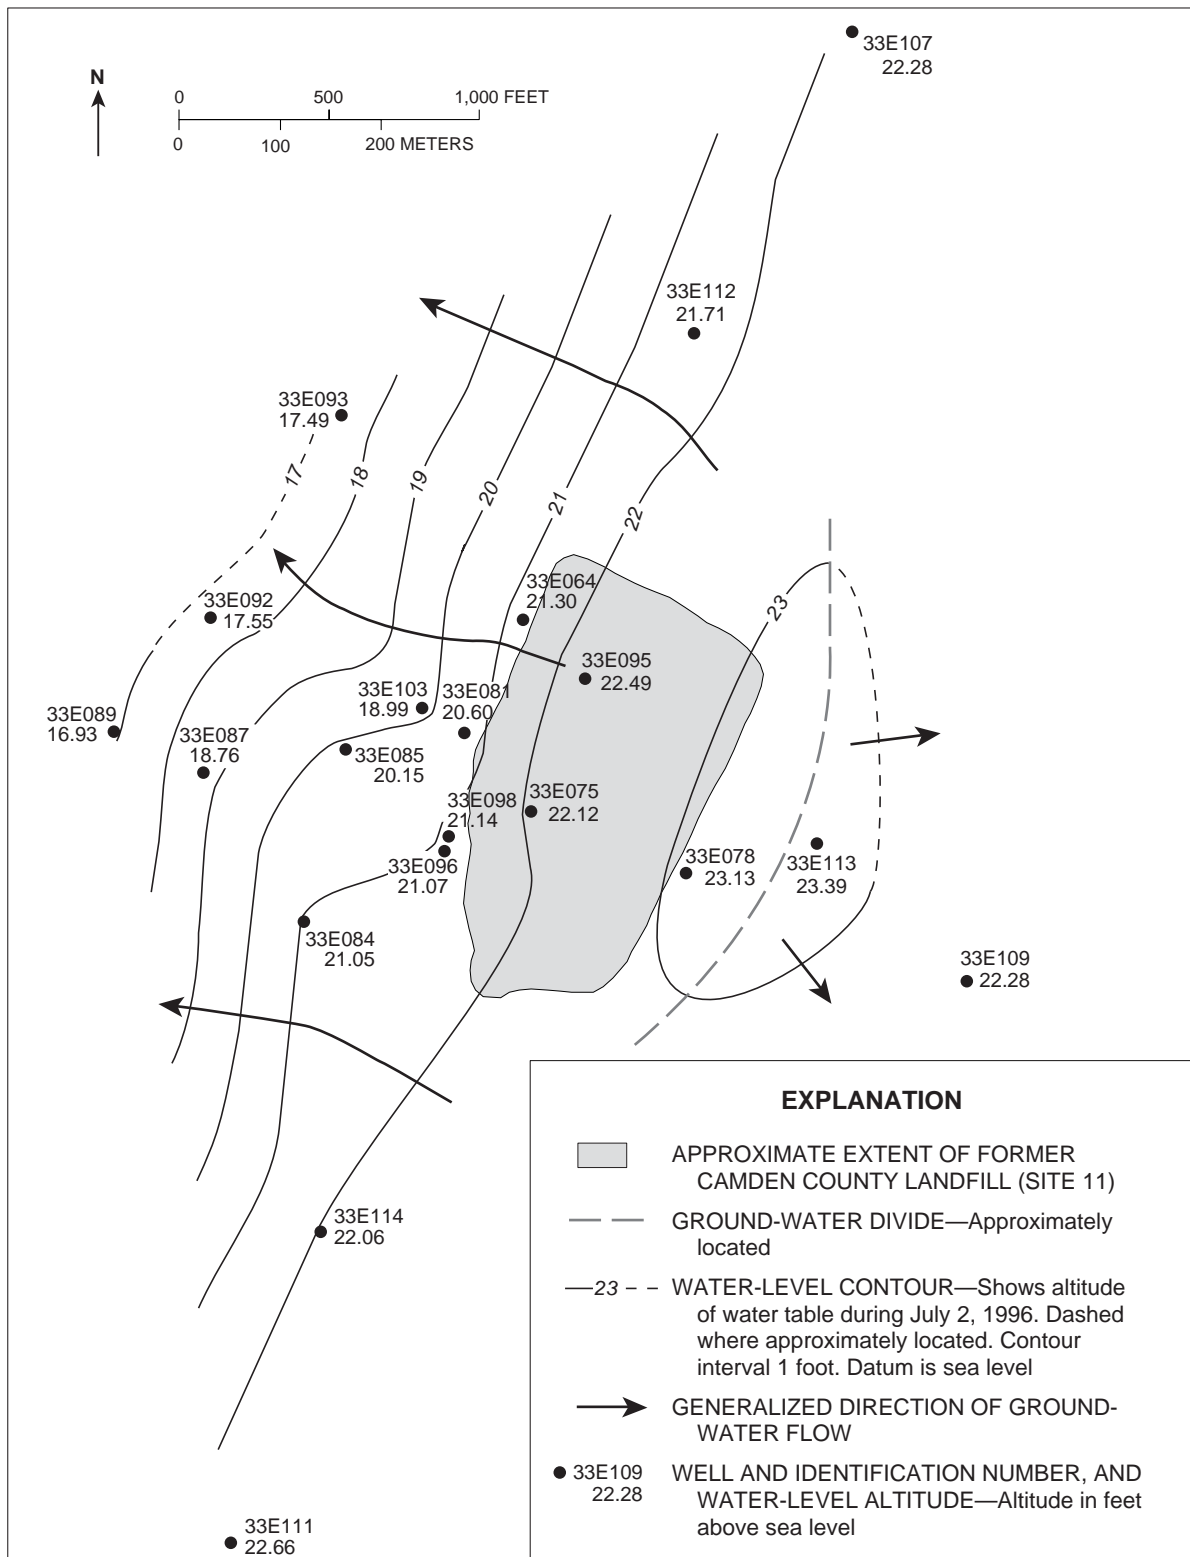 33E107
22.28
N
0 500 1,000 FEET
0 100 200 METERS
33E112
21.71
33E093
17.49
17
18
19
20
21
22
33E064
21.30
33E092
17.55
23
33E095
22.49
33E103
18.99
33E081
20.60
33E089
16.93
33E087
18.76
33E085
20.15
33E098
21.14
33E075
22.12
33E096
21.07
33E078
23.13
33E113
23.39
33E084
21.05
33E109
22.28
33E114
22.06
33E111
22.66
EXPLANATION
APPROXIMATE EXTENT OF FORMER
CAMDEN COUNTY LANDFILL (SITE 11)
GROUND-WATER DIVIDE—Approximately
located
23 WATER-LEVEL CONTOUR—Shows altitude
of water table during July 2, 1996. Dashed
where approximately located. Contour
interval 1 foot. Datum is sea level
GENERALIZED DIRECTION OF GROUND-
WATER FLOW
33E109 WELL AND IDENTIFICATION NUMBER, AND
22.28 WATER-LEVEL ALTITUDE—Altitude in feet
above sea level